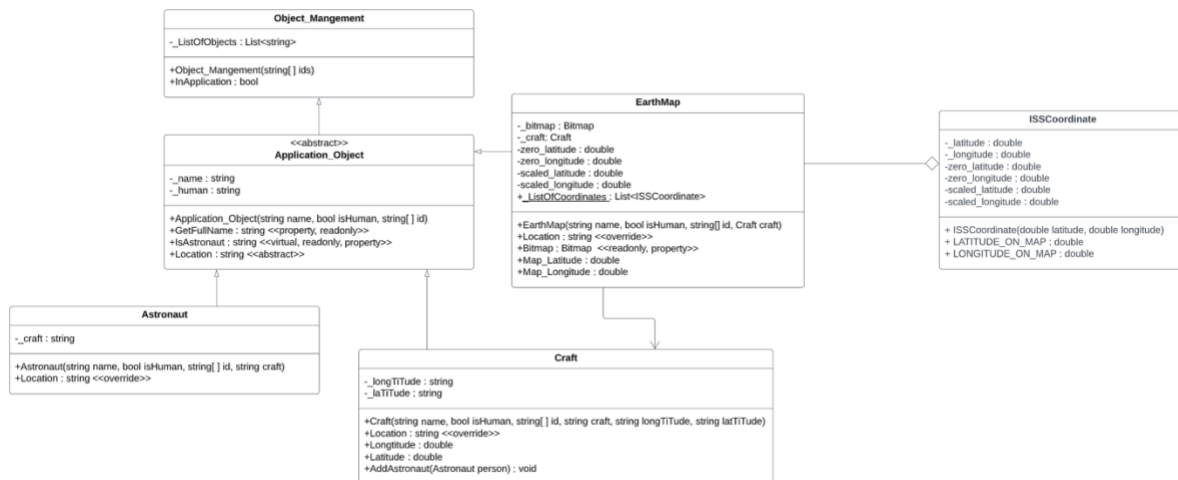 Object_Mangement
-_ListOfObjects : List<string>
+Object_Mangement(string[ ] ids)
+InApplication : bool
<<abstract>>
Application_Object
-_name : string
-_human : string
+Application_Object(string name, bool isHuman, string[ ] id)
+GetFullName : string <<property, readonly>>
+IsAstronaut : string <<virtual, readonly, property>>
+Location : string <<abstract>>
EarthMap
-_bitmap : Bitmap
-_craft: Craft
-zero_latitude : double
-zero_longitude : double
-scaled_latitude : double
-scaled_longitude : double
+_ListOfCoordinates : List<ISSCoordinate>
+EarthMap(string name, bool isHuman, string[] id, Craft craft)
+Location : string <<override>>
+Bitmap : Bitmap <<readonly, property>>
+Map_Latitude : double
+Map_Longitude : double
ISSCoordinate
-_latitude : double
-_longitude : double
-zero_latitude : double
-zero_longitude : double
-scaled_latitude : double
-scaled_longitude : double
+ ISSCoordinate(double latitude, double longitude)
+ LATITUDE_ON_MAP : double
+ LONGITUDE_ON_MAP : double
Astronaut
-_craft : string
+Astronaut(string name, bool isHuman, string[ ] id, string craft)
+Location : string <<override>>
Craft
-_longTiTude : string
-_laTiTude : string
+Craft(string name, bool isHuman, string[ ] id, string craft, string longTiTude, string latTiTude)
+Location : string <<override>>
+Longtitude : double
+Latitude : double
+AddAstronaut(Astronaut person) : void